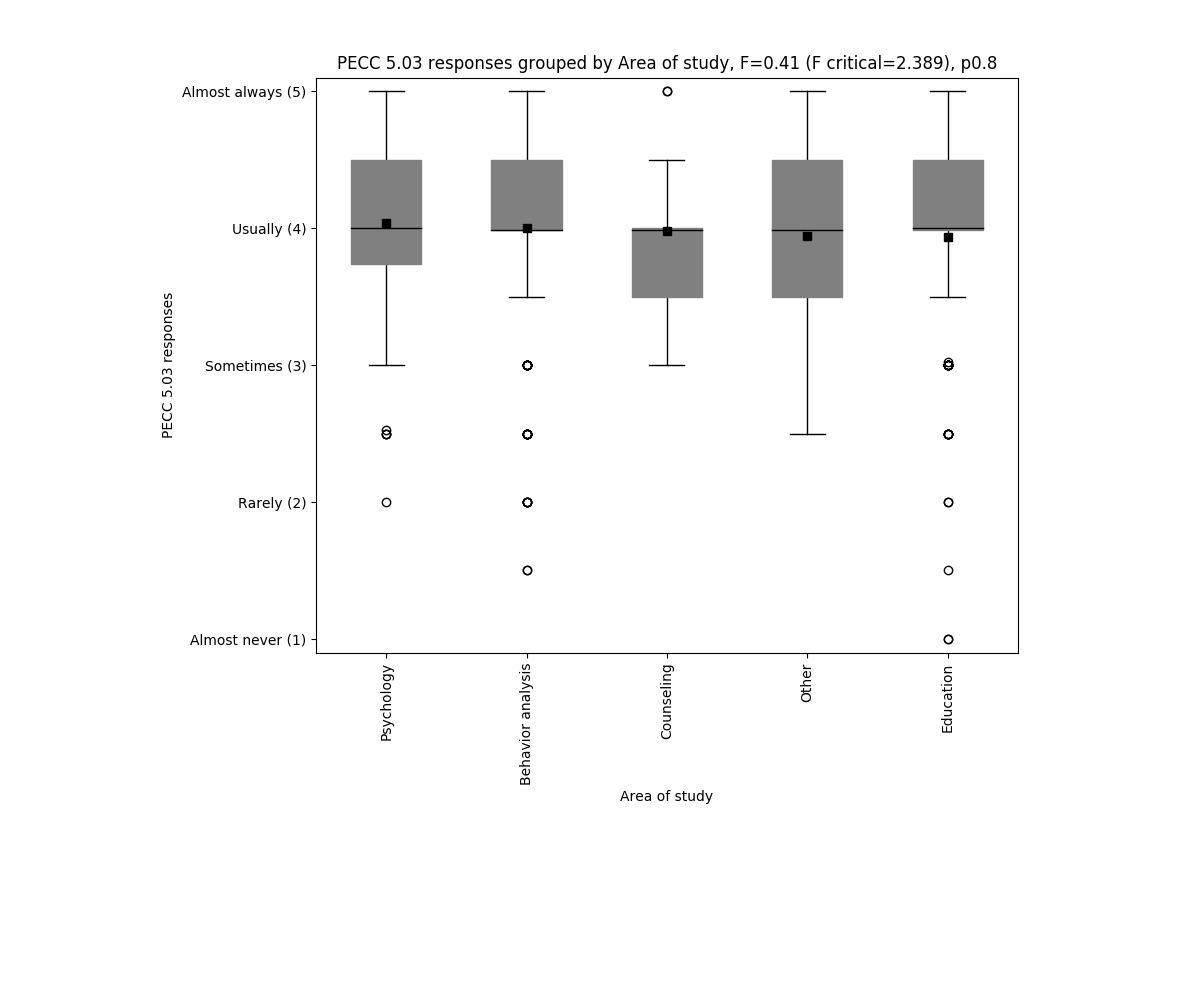 PECC 5.03 responses grouped by Area of study, F=0.41 (F critical=2.389), p0.8
Almost always (5)
Usually (4)
Sometimes (3)
Rarely (2)
Almost never (1)
PECC 5.03 responses
Psychology
Behavior analysis
Counseling
Other
Education
Area of study